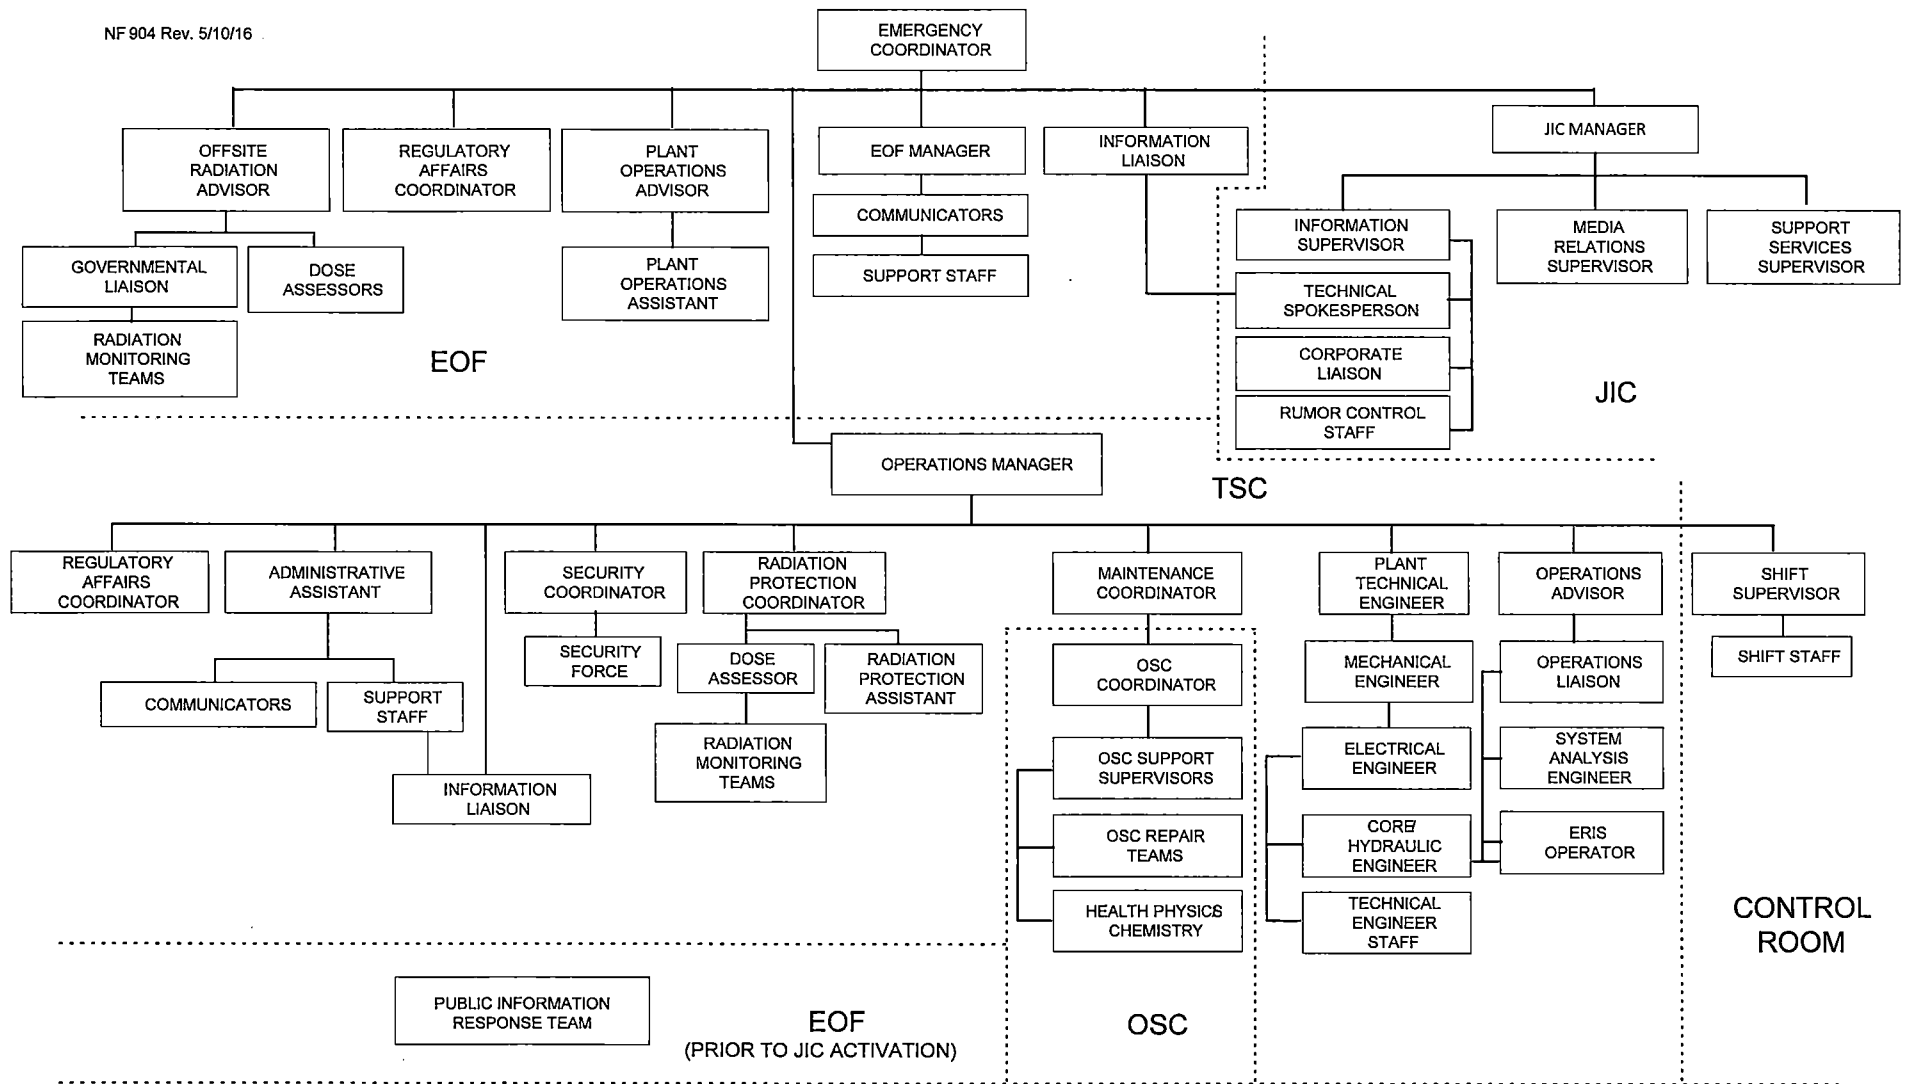 NF 904 Rev. 5/10/16
EMERGENCY
COORDINATOR
OFFSITE
RADIATION
ADVISOR
REGULATORY
AFFAIRS
COORDINATOR
PLANT
OPERATIONS
ADVISOR
EOF MANAGER
INFORMATION
LIAISON
JIC MANAGER
GOVERNMENTAL
LIAISON
DOSE
ASSESSORS
PLANT
OPERATIONS
ASSISTANT
COMMUNICATORS
SUPPORT STAFF
RADIATION
MONITORING
TEAMS
EOF
INFORMATION
SUPERVISOR
MEDIA
RELATIONS
SUPERVISOR
SUPPORT
SERVICES
SUPERVISOR
TECHNICAL
SPOKESPERSON
CORPORATE
LIAISON
RUMOR CONTROL
STAFF
JIC
OPERATIONS MANAGER
TSC
REGULATORY
AFFAIRS
COORDINATOR
ADMINISTRATIVE
ASSISTANT
SECURITY
COORDINATOR
RADIATION
PROTECTION
COORDINATOR
MAINTENANCE
COORDINATOR
PLANT
TECHNICAL
ENGINEER
OPERATIONS
ADVISOR
SHIFT
SUPERVISOR
COMMUNICATORS
SUPPORT
STAFF
INFORMATION
LIAISON
SECURITY
FORCE
DOSE
ASSESSOR
RADIATION
PROTECTION
ASSISTANT
RADIATION
MONITORING
TEAMS
OSC
COORDINATOR
OSC SUPPORT
SUPERVISORS
OSC REPAIR
TEAMS
HEALTH PHYSICS
CHEMISTRY
MECHANICAL
ENGINEER
ELECTRICAL
ENGINEER
CORE/
HYDRAULIC
ENGINEER
TECHNICAL
ENGINEER
STAFF
OPERATIONS
LIAISON
SYSTEM
ANALYSIS
ENGINEER
ERIS
OPERATOR
SHIFT STAFF
CONTROL
ROOM
PUBLIC INFORMATION
RESPONSE TEAM
EOF
(PRIOR TO JIC ACTIVATION)
OSC